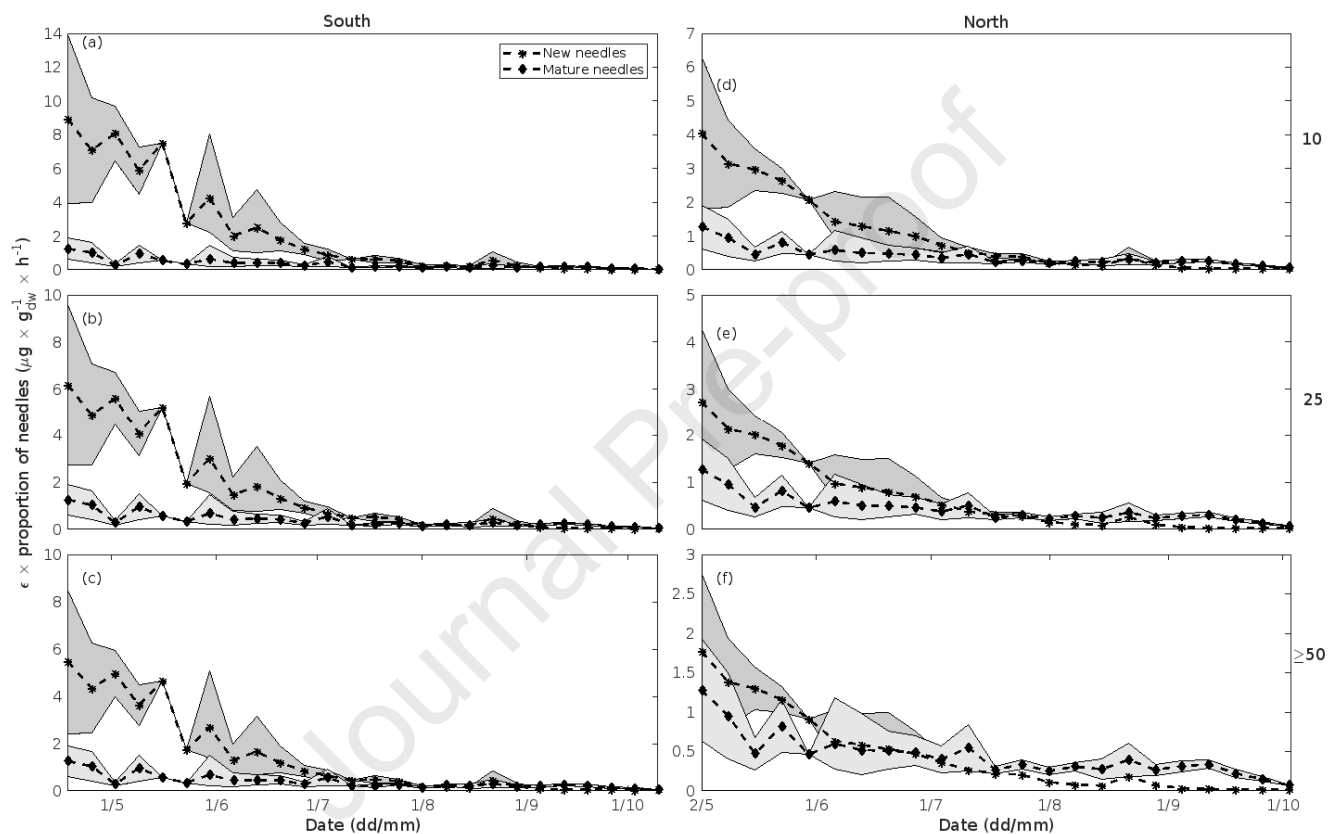 South
North
(a)
New needles
Mature needles
14
12
10
8
6
4
2
0
(d)
7
6
5
4
3
2
1
0
10
(b)
10
8
6
4
2
0
(e)
5
4
3
2
1
0
25
(c)
10
8
6
4
2
0
(f)
3
2.5
2
1.5
1
0.5
0
≥50
ϵ × proportion of needles (μg × g⁻¹dw × h⁻¹)
1/5 1/6 1/7 1/8 1/9 1/10
2/5 1/6 1/7 1/8 1/9 1/10
Date (dd/mm)
Date (dd/mm)
Journal Pre-proof